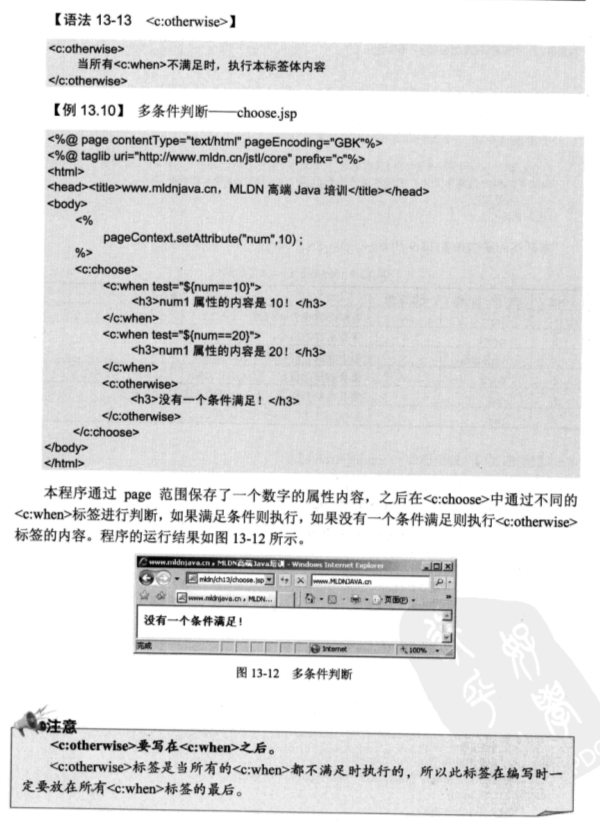 【语法 13-13 <c:otherwise>】
<c:otherwise>
当所有<c:when>不满足时，执行本标签体内容
</c:otherwise>
【例 13.10】 多条件判断——choose.jsp
<%@ page contentType="text/html" pageEncoding="GBK"%>
<%@ taglib uri="http://www.mldn.cn/jstl/core" prefix="c"%>
<html>
<head><title>www.mldnjava.cn，MLDN 高端 Java 培训</title></head>
<body>
<%
pageContext.setAttribute("num",10) ;
%>
<c:choose>
<c:when test="${num==10}">
<h3>num1 属性的内容是 10！</h3>
</c:when>
<c:when test="${num==20}">
<h3>num1 属性的内容是 20！</h3>
</c:when>
<c:otherwise>
<h3>没有一个条件满足！</h3>
</c:otherwise>
</c:choose>
</body>
</html>
本程序通过 page 范围保存了一个数字的属性内容，之后在<c:choose>中通过不同的
<c:when>标签进行判断，如果满足条件则执行，如果没有一个条件满足则执行<c:otherwise>
标签的内容。程序的运行结果如图 13-12 所示。
www.mldnjava.cn，MLDN高端Java培训 - Windows Internet Explorer
mldn/ch13/choose.jsp www.MLDNJAVA.cn
www.mldnjava.cn，MLDN... 页面(P)
没有一个条件满足！
完成 Internet 100%
图 13-12 多条件判断
注意
<c:otherwise>要写在<c:when>之后。
<c:otherwise>标签是当所有的<c:when>都不满足时执行的，所以此标签在编写时一
定要放在所有<c:when>标签的最后。